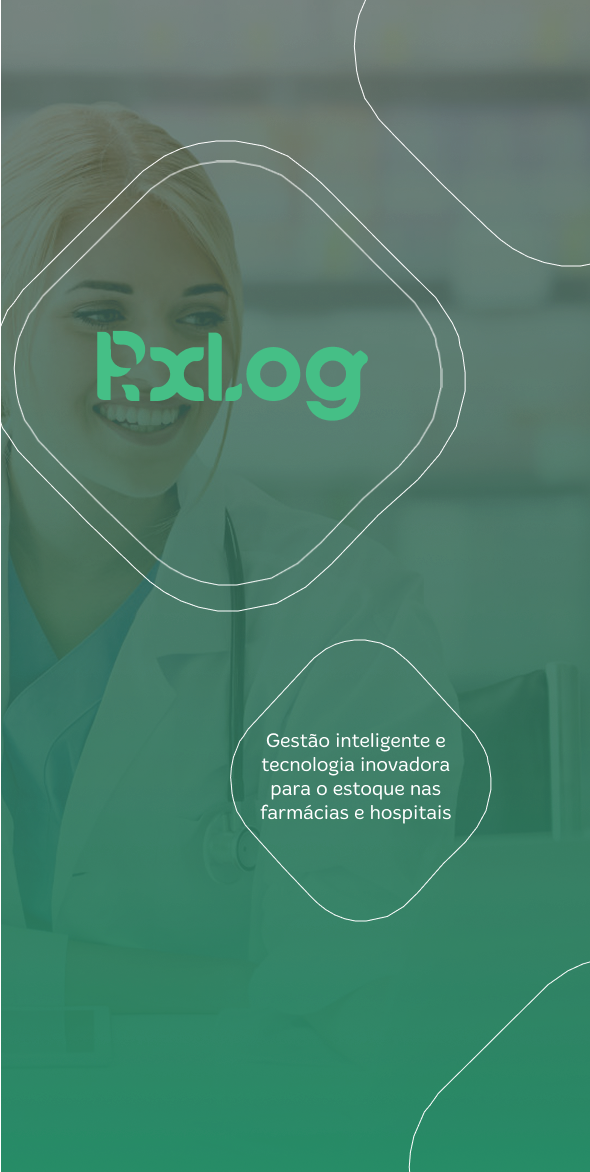 RxLog
Gestão inteligente e
tecnologia inovadora
para o estoque nas
farmácias e hospitais